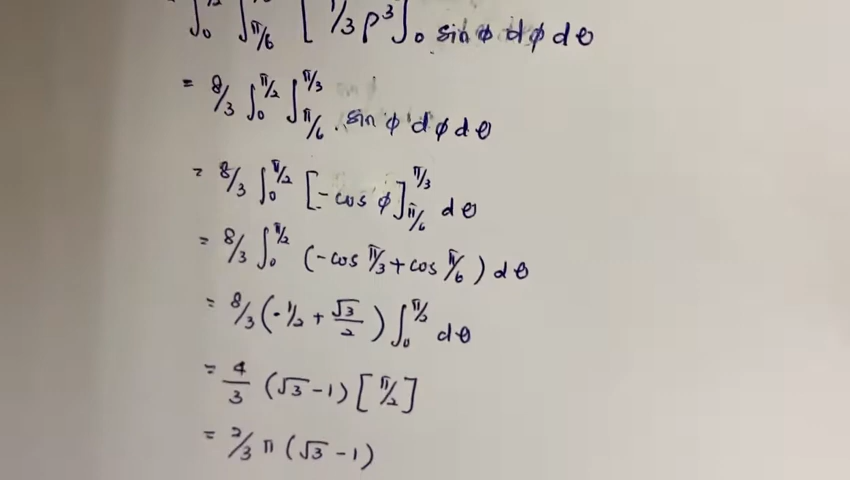 ∫₀ ∫_{π/6} [1/3 ρ³]₀ sin ϕ dϕ dθ
= 8/3 ∫₀^{π/2} ∫_{π/6}^{π/3} sin ϕ dϕ dθ
= 8/3 ∫₀^{π/2} [-cos ϕ]_{π/6}^{π/3} dθ
= 8/3 ∫₀^{π/2} (-cos π/3 + cos π/6) dθ
= 8/3 (-1/2 + √3/2) ∫₀^{π/2} dθ
= 4/3 (√3 - 1) [π/2]
= 2/3 π (√3 - 1)